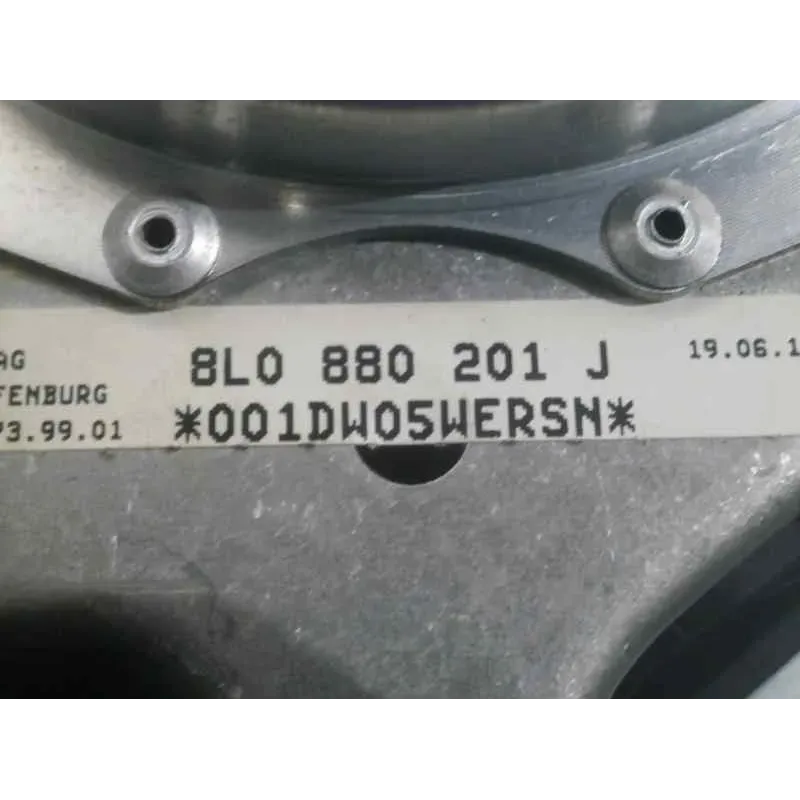 AG 8L0 880 201 J 19.06.1
FENBURG
73.99.01 *001DW05WERSN*